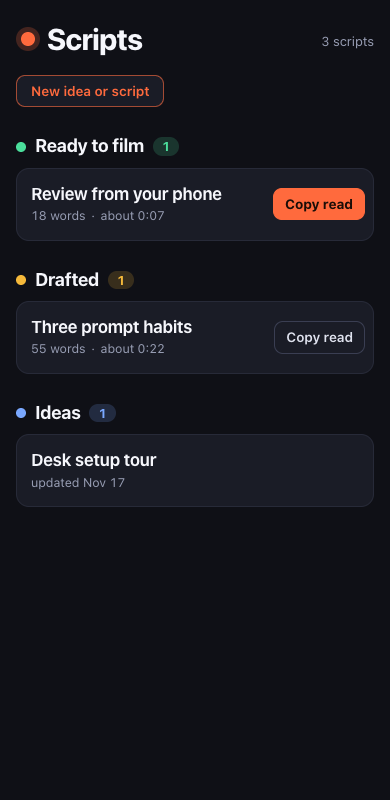 Scripts
3 scripts
New idea or script
Ready to film 1
Review from your phone
18 words · about 0:07
Copy read
Drafted 1
Three prompt habits
55 words · about 0:22
Copy read
Ideas 1
Desk setup tour
updated Nov 17